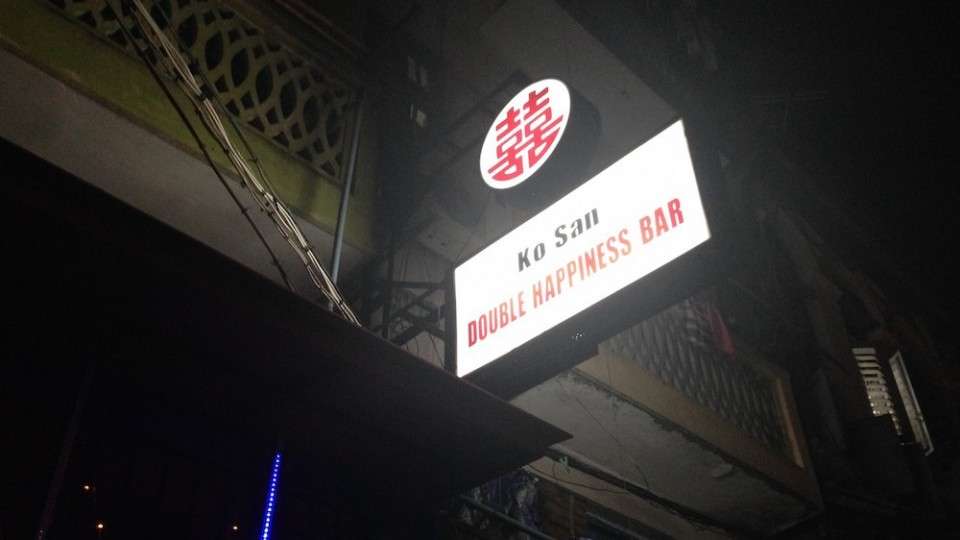 囍
Ko San
DOUBLE HAPPINESS BAR